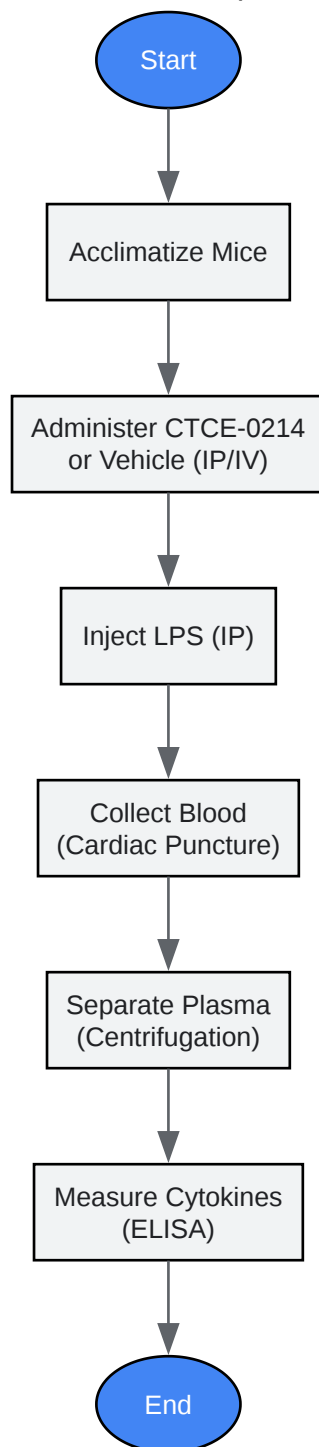 Start
Acclimatize Mice
Administer CTCE-0214
or Vehicle (IP/IV)
Inject LPS (IP)
Collect Blood
(Cardiac Puncture)
Separate Plasma
(Centrifugation)
Measure Cytokines
(ELISA)
End